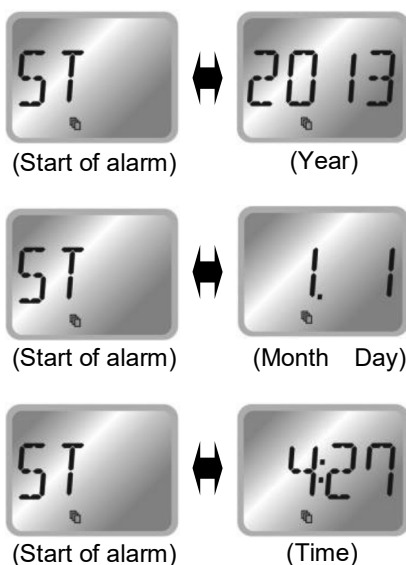 ST 2013
(Start of alarm) (Year)
ST 1. 1
(Start of alarm) (Month Day)
ST 4:27
(Start of alarm) (Time)